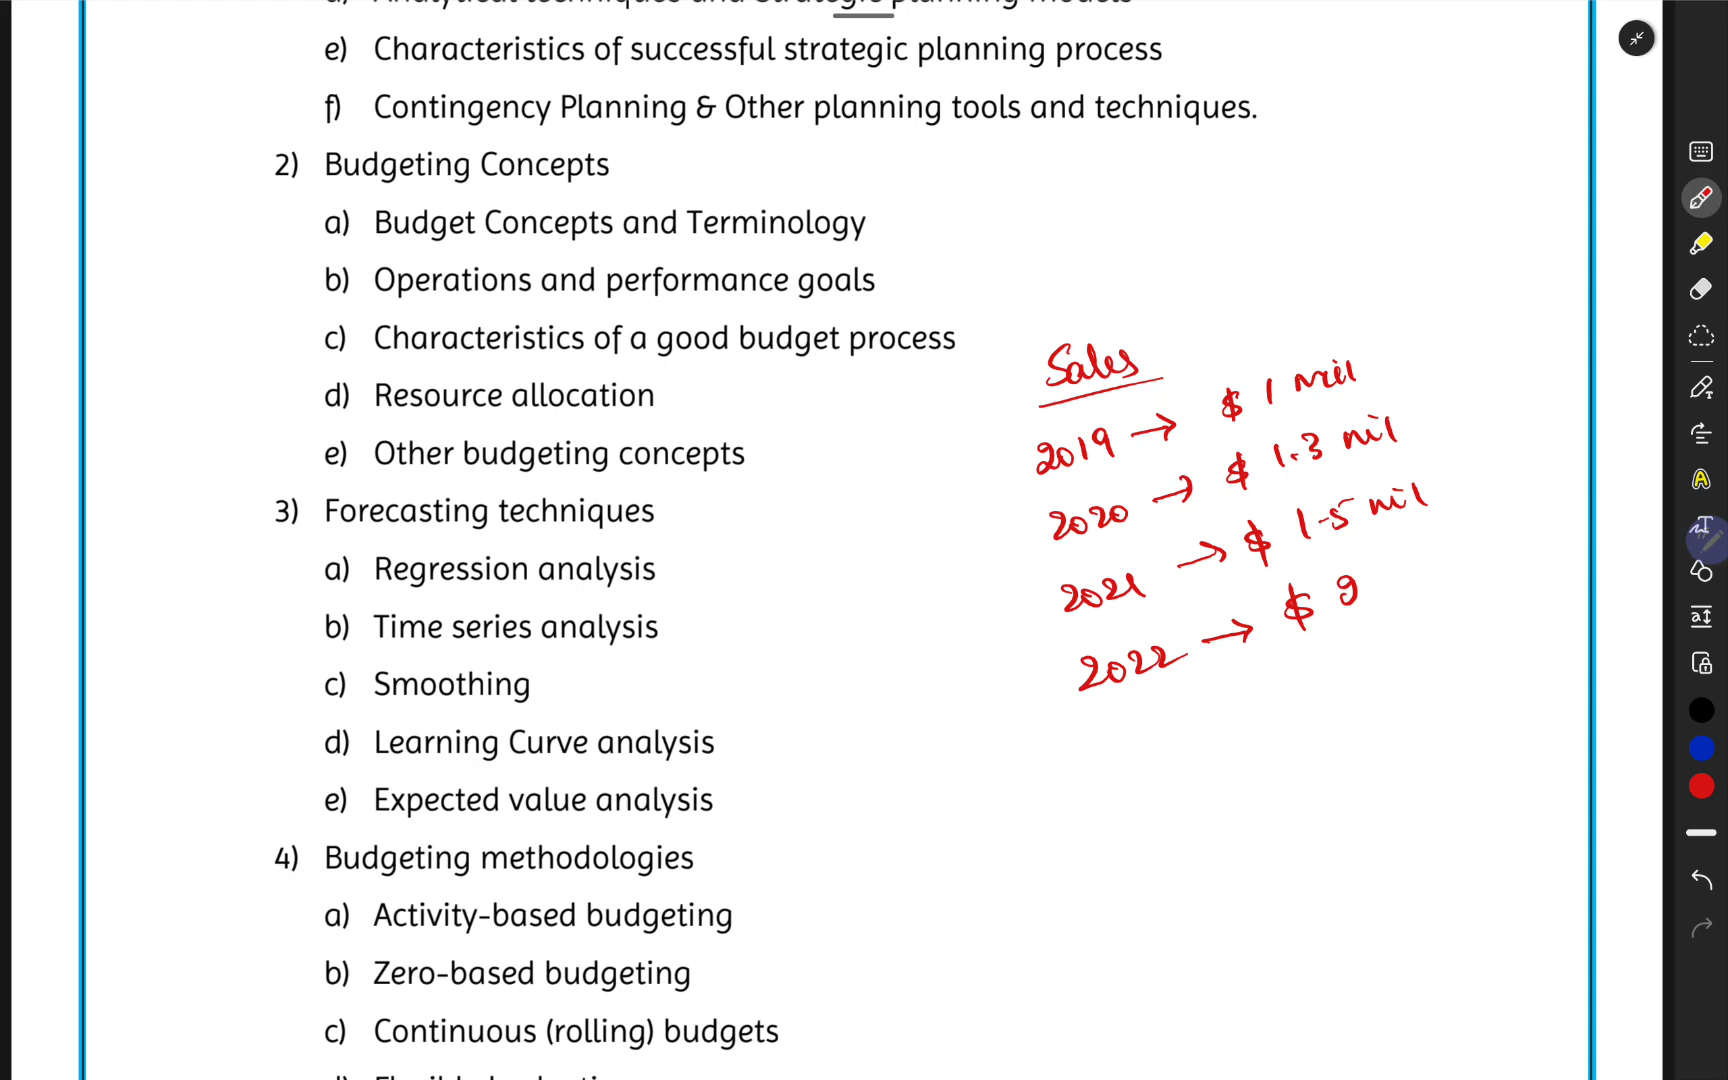 e) Characteristics of successful strategic planning process
f) Contingency Planning & Other planning tools and techniques.
2) Budgeting Concepts
a) Budget Concepts and Terminology
b) Operations and performance goals
c) Characteristics of a good budget process
d) Resource allocation
e) Other budgeting concepts
3) Forecasting techniques
a) Regression analysis
b) Time series analysis
c) Smoothing
d) Learning Curve analysis
e) Expected value analysis
4) Budgeting methodologies
a) Activity-based budgeting
b) Zero-based budgeting
c) Continuous (rolling) budgets
Sales
2019 → $ 1 mil
2020 → $ 1.3 mil
2021 → $ 1.5 mil
2022 → $